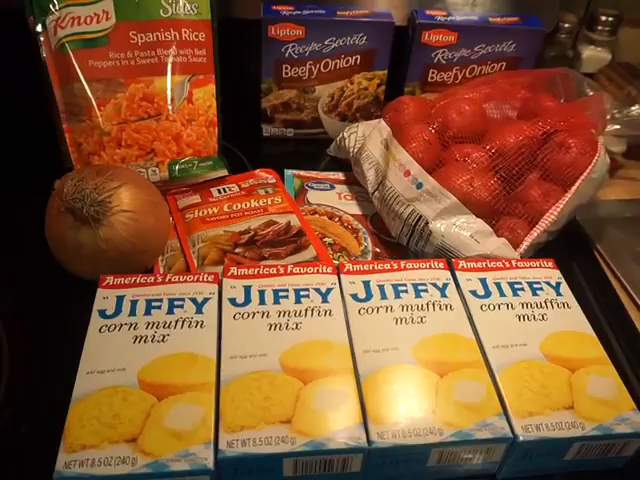 Knorr
Sides
Spanish Rice
Rice & Pasta Blend with Bell
Peppers in a Sweet Tomato Sauce
Lipton
Recipe Secrets
Beefy Onion
Lipton
Recipe Secrets
Beefy Onion
McCormick
Slow Cookers
SAVORY POT ROAST
Great Value
Taco
America's Favorite
"JIFFY"
corn muffin
mix
NET WT 8.5 OZ (240 g)
America's Favorite
"JIFFY"
corn muffin
mix
NET WT 8.5 OZ (240 g)
America's Favorite
"JIFFY"
corn muffin
mix
NET WT 8.5 OZ (240 g)
America's Favorite
"JIFFY"
corn muffin
mix
NET WT 8.5 OZ (240 g)